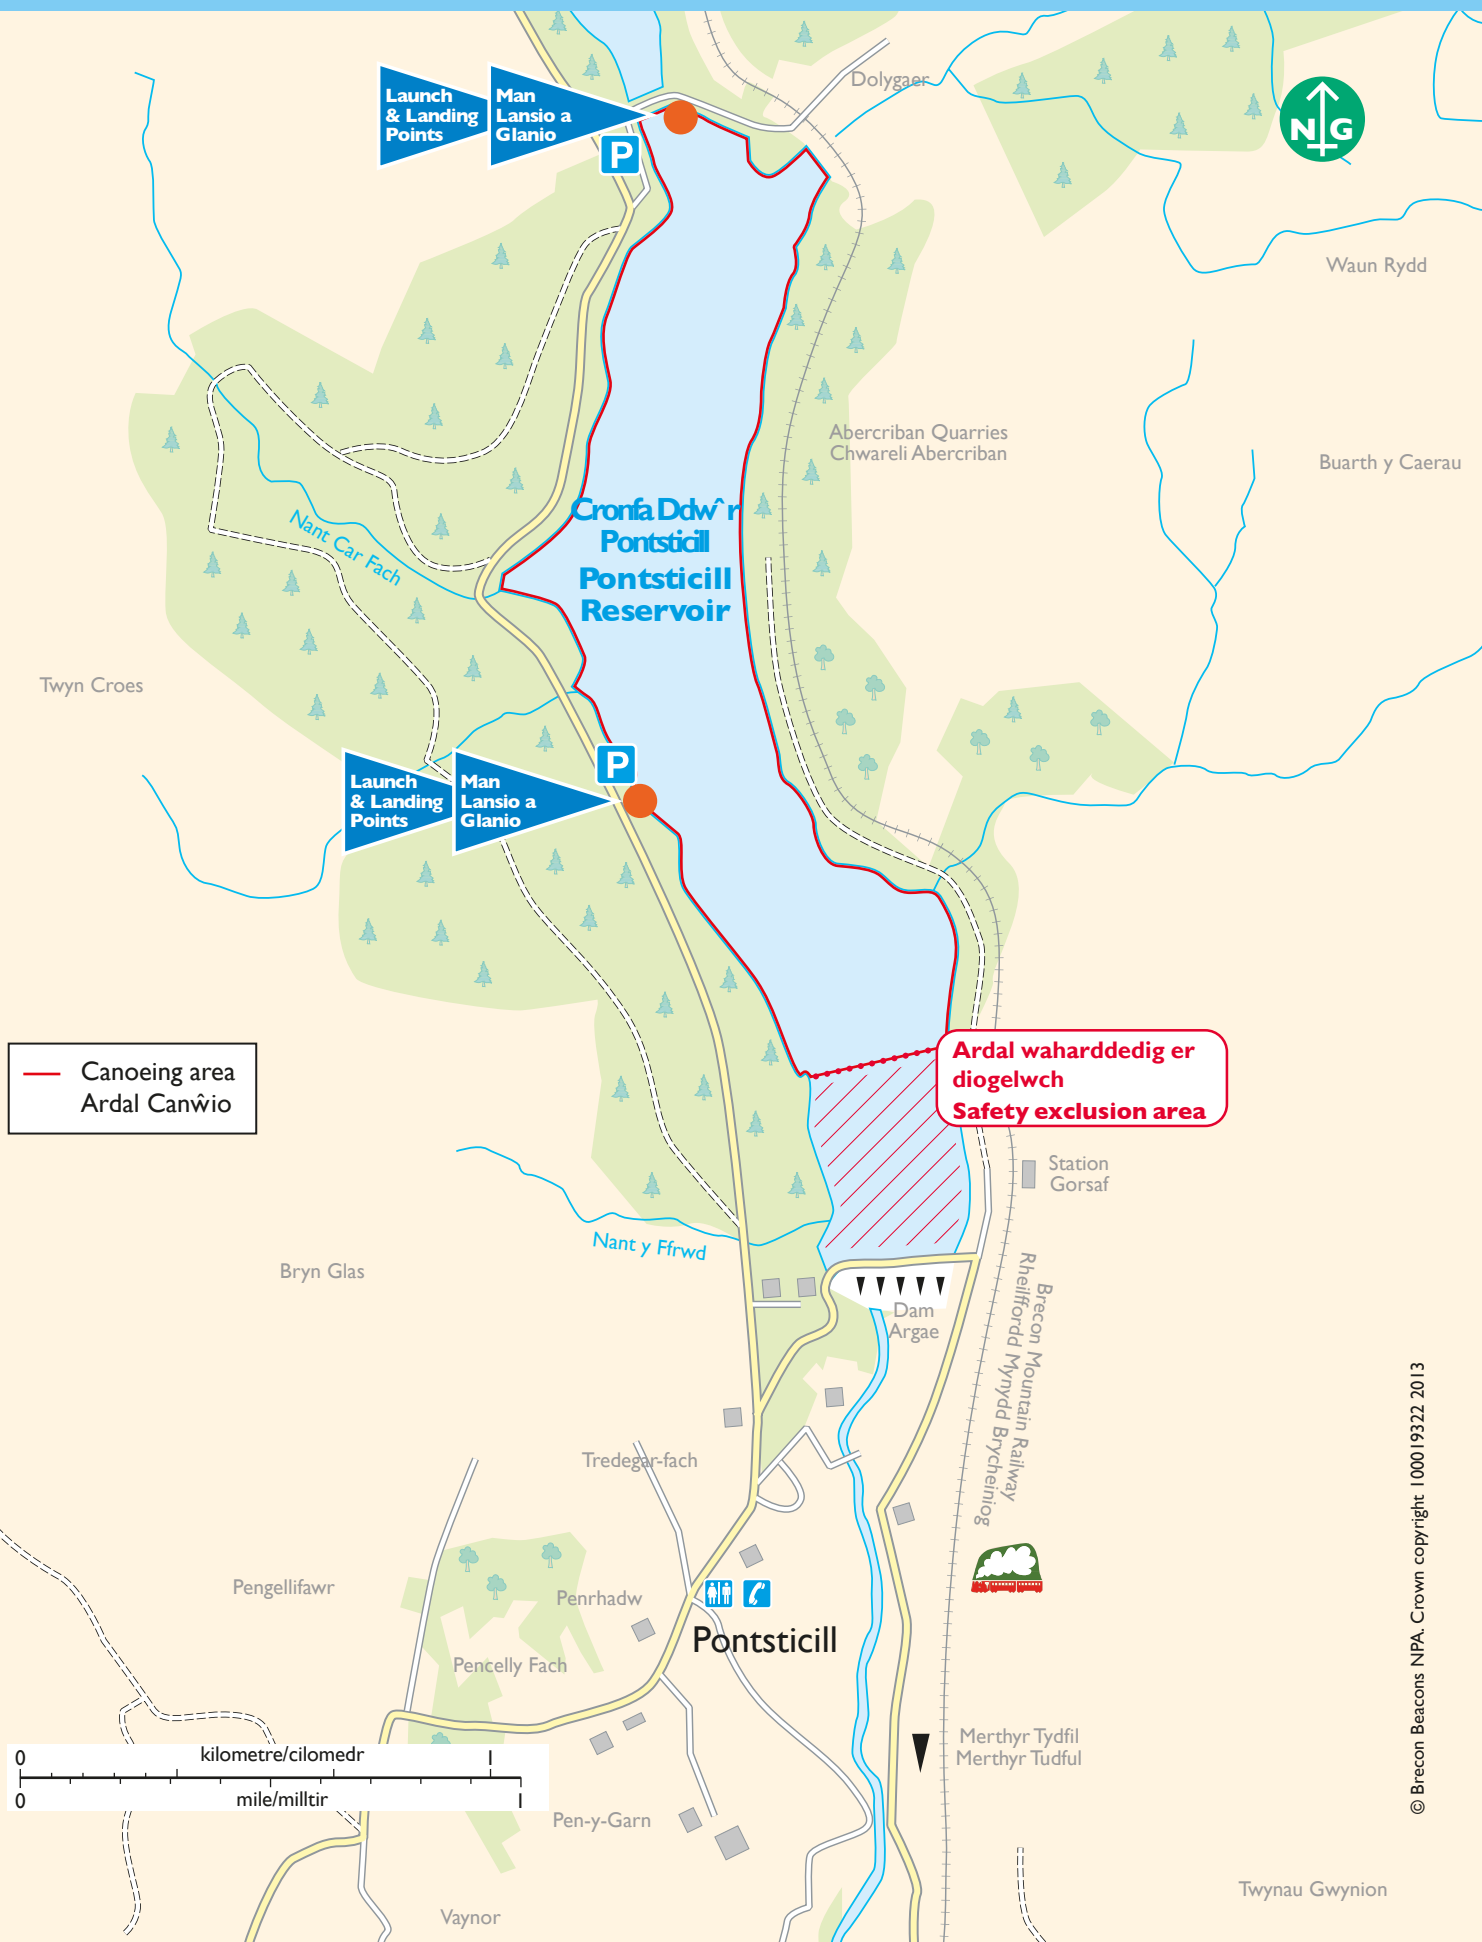 Dolygaer
Launch
& Landing
Points
Man
Lansio a
Glanio
P
N G
Waun Rydd
Abercriban Quarries
Chwareli Abercriban
Buarth y Caerau
Cronfa Ddwˆr
Pontsticill
Pontsticill
Reservoir
Nant Car Fach
Twyn Croes
P
Launch
& Landing
Points
Man
Lansio a
Glanio
Canoeing area
Ardal Canŵio
Ardal waharddedig er
diogelwch
Safety exclusion area
Station
Gorsaf
Nant y Ffrwd
Bryn Glas
Dam
Argae
Brecon Mountain Railway
Rheilffordd Mynydd Brycheiniog
Tredegar-fach
Pengellifawr
Penrhadw
Pontsticill
Pencelly Fach
Merthyr Tydfil
Merthyr Tudful
0 kilometre/cilomedr 1
0 mile/milltir 1
Pen-y-Garn
Vaynor
Twynau Gwynion
© Brecon Beacons NPA. Crown copyright 100019322 2013